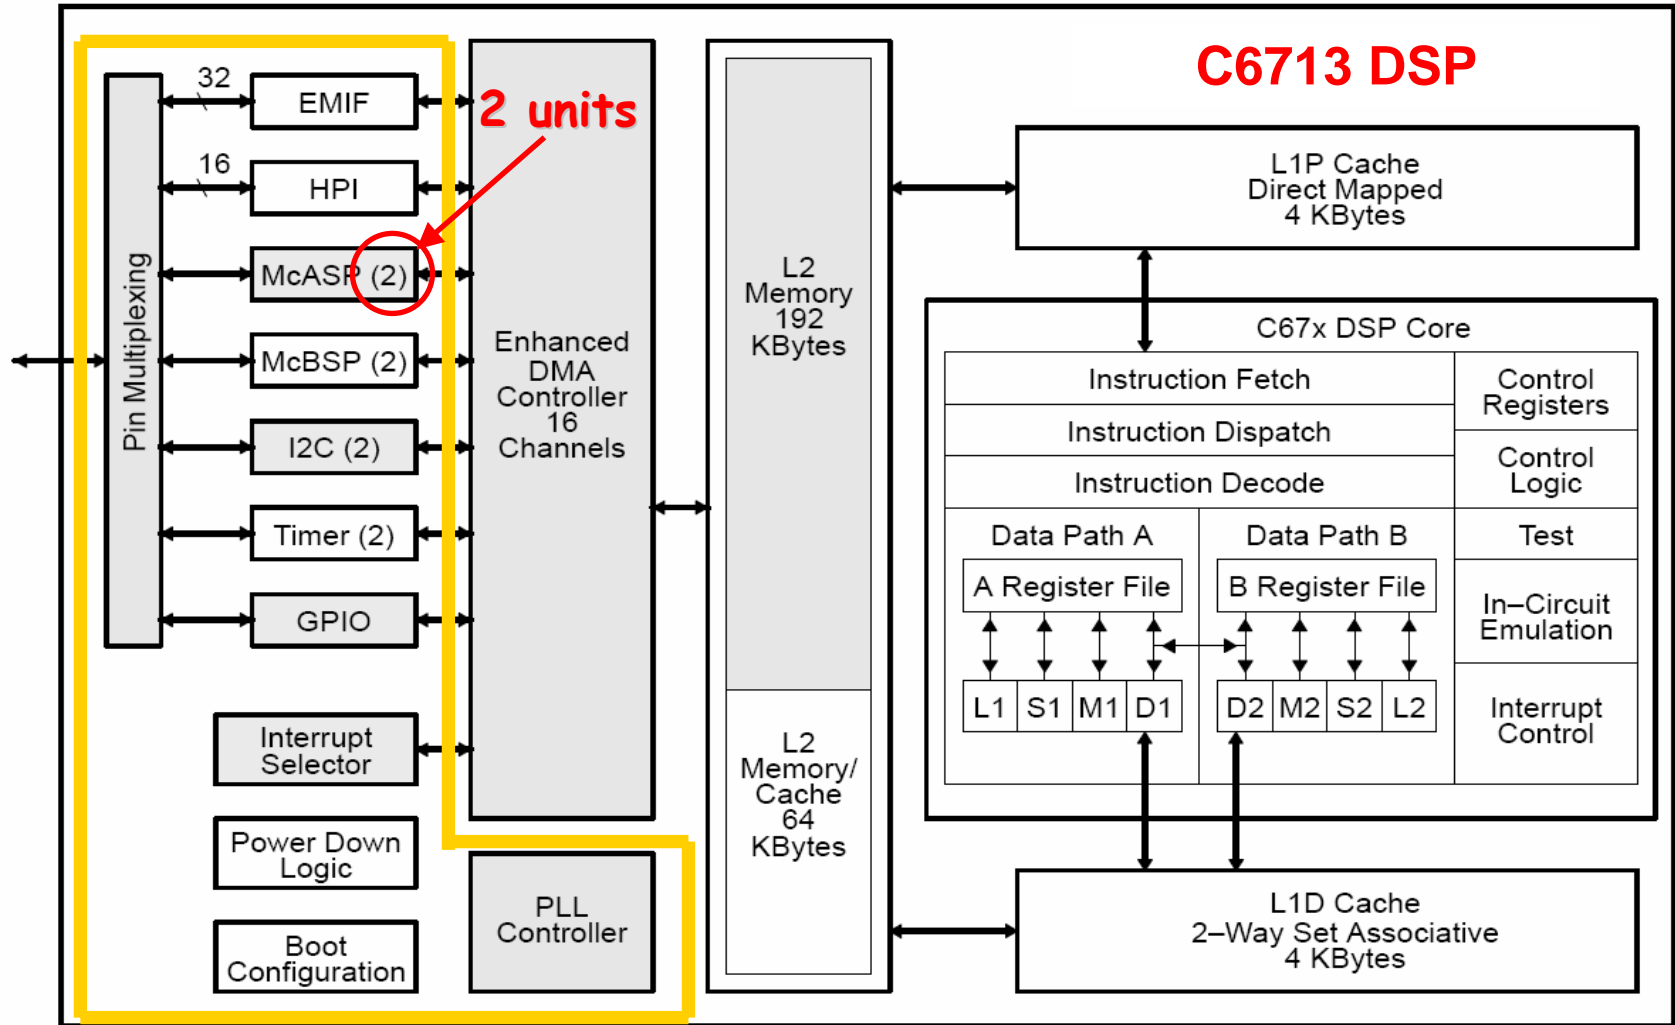 C6713 DSP
32
EMIF
2 units
16
HPI
McASP (2)
McBSP (2)
I2C (2)
Timer (2)
GPIO
Pin Multiplexing
Interrupt
Selector
Power Down
Logic
Boot
Configuration
Enhanced
DMA
Controller
16
Channels
PLL
Controller
L2
Memory
192
KBytes
L2
Memory/
Cache
64
KBytes
L1P Cache
Direct Mapped
4 KBytes
C67x DSP Core
Instruction Fetch
Instruction Dispatch
Instruction Decode
Control
Registers
Control
Logic
Test
In–Circuit
Emulation
Interrupt
Control
Data Path A
A Register File
L1 S1 M1 D1
Data Path B
B Register File
D2 M2 S2 L2
L1D Cache
2–Way Set Associative
4 KBytes